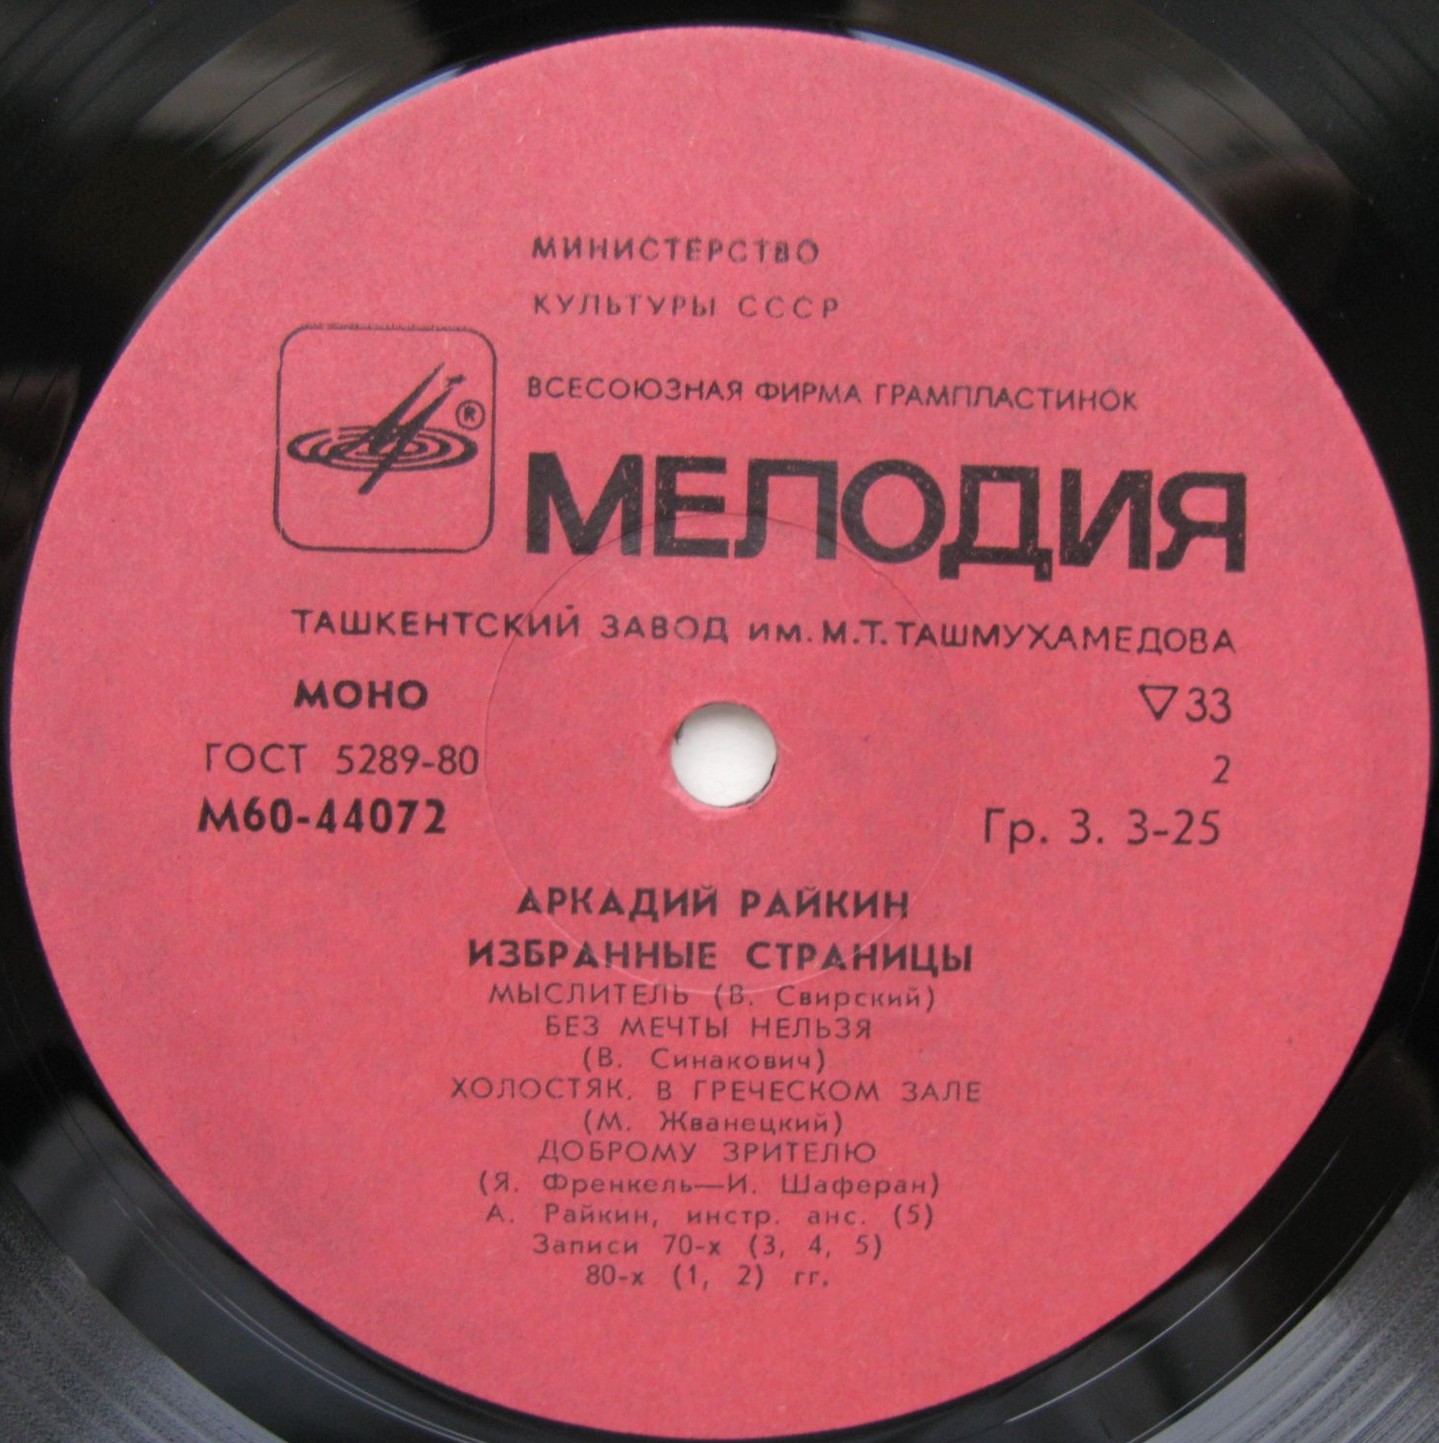 МИНИСТЕРСТВО
КУЛЬТУРЫ СССР
ВСЕСОЮЗНАЯ ФИРМА ГРАМПЛАСТИНОК
®
МЕЛОДИЯ
ТАШКЕНТСКИЙ ЗАВОД им. М.Т. ТАШМУХАМЕДОВА
МОНО ▽33
ГОСТ 5289-80 2
М60-44072 Гр. 3. 3-25
АРКАДИЙ РАЙКИН
ИЗБРАННЫЕ СТРАНИЦЫ
МЫСЛИТЕЛЬ (В. Свирский)
БЕЗ МЕЧТЫ НЕЛЬЗЯ
(В. Синакович)
ХОЛОСТЯК. В ГРЕЧЕСКОМ ЗАЛЕ
(М. Жванецкий)
ДОБРОМУ ЗРИТЕЛЮ
(Я. Френкель—И. Шаферан)
А. Райкин, инстр. анс. (5)
Записи 70-х (3, 4, 5)
80-х (1, 2) гг.